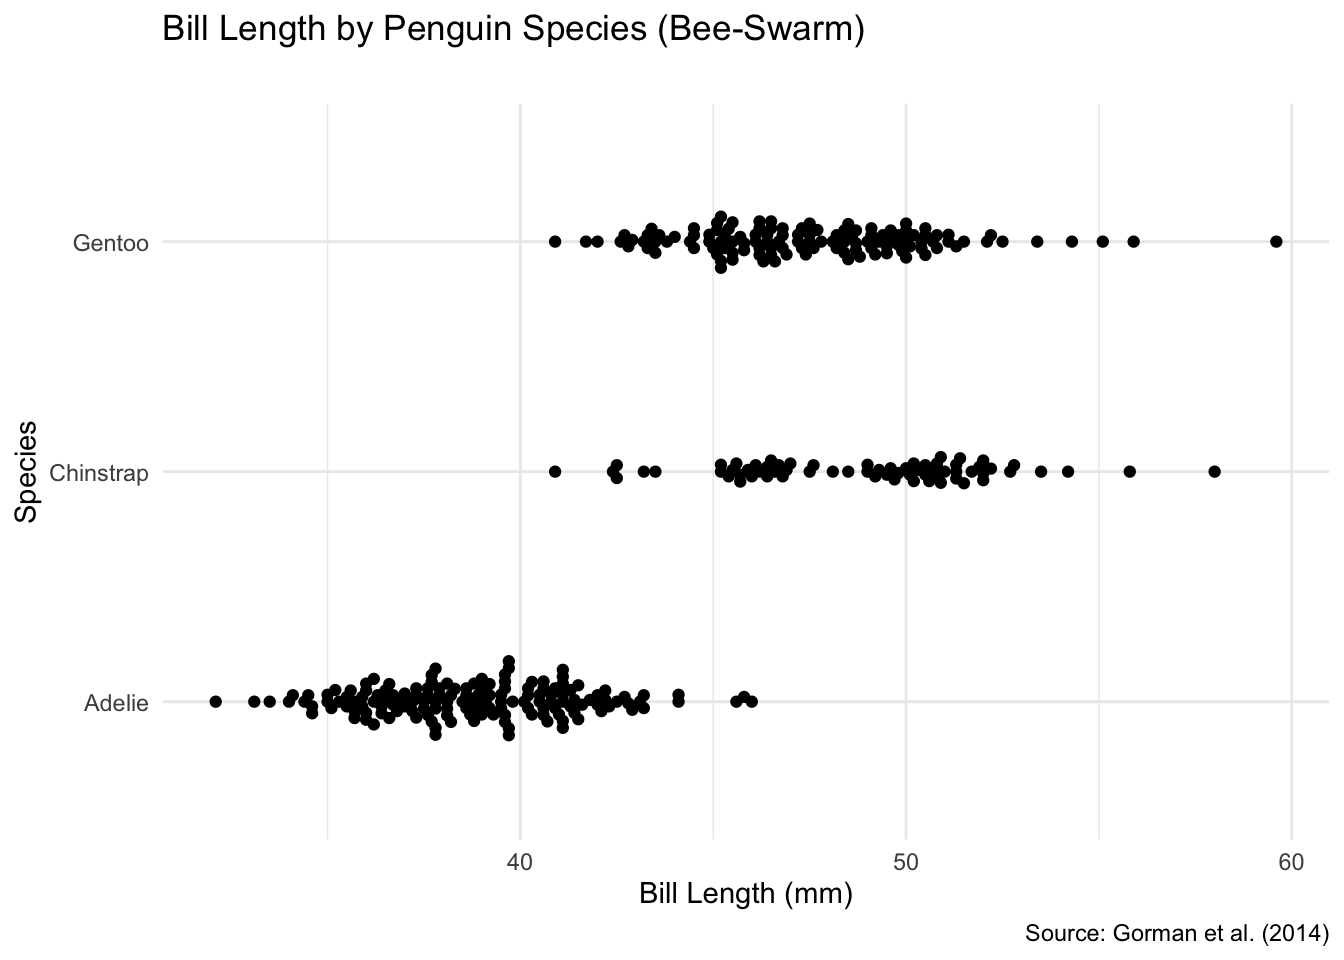 Bill Length by Penguin Species (Bee-Swarm)
Species
Gentoo
Chinstrap
Adelie
40 50 60
Bill Length (mm)
Source: Gorman et al. (2014)